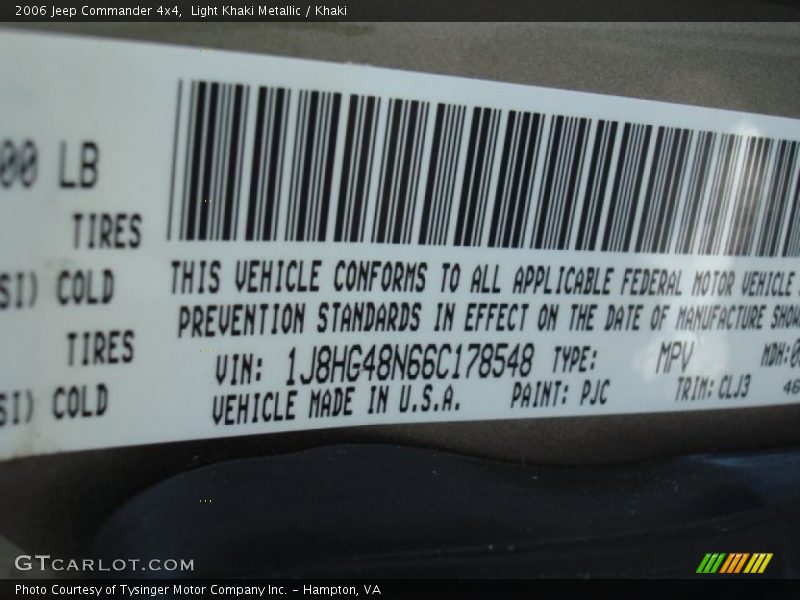 2006 Jeep Commander 4x4, Light Khaki Metallic / Khaki
00 LB
TIRES
SI) COLD
TIRES
SI) COLD
THIS VEHICLE CONFORMS TO ALL APPLICABLE FEDERAL MOTOR VEHICLE
PREVENTION STANDARDS IN EFFECT ON THE DATE OF MANUFACTURE SHOW
VIN: 1J8HG48N66C178548 TYPE: MPV MDH:0
VEHICLE MADE IN U.S.A. PAINT: PJC TRIM: CLJ3 46
GTCARLOT.COM
Photo Courtesy of Tysinger Motor Company Inc. - Hampton, VA